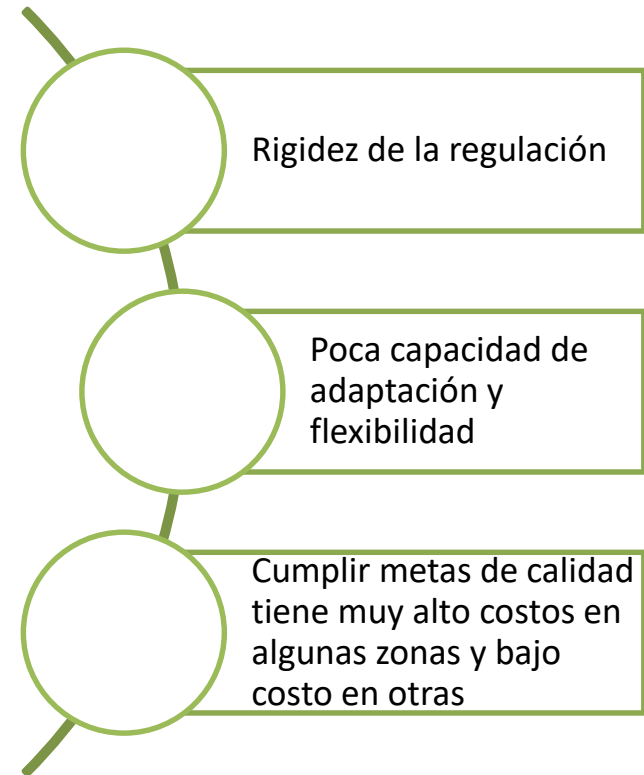 Rigidez de la regulación
Poca capacidad de
adaptación y
flexibilidad
Cumplir metas de calidad
tiene muy alto costos en
algunas zonas y bajo
costo en otras